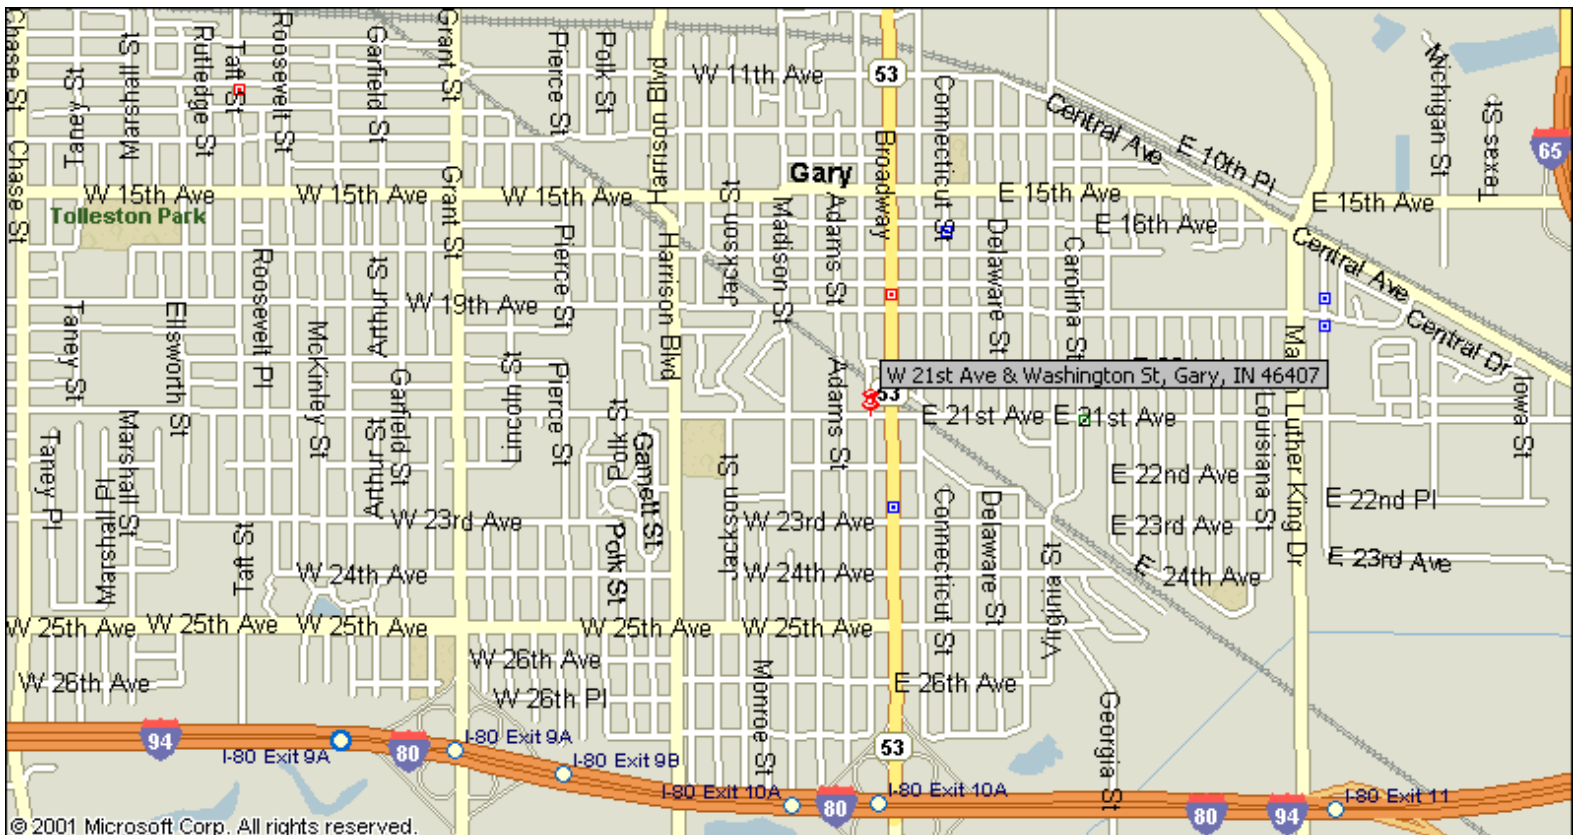 Chase St
Taney St
Marshall St
Rutledge St
Taft St
Roosevelt St
Garfield St
Grant St
Pierce St
Polk St
Harrison Blvd
W 11th Ave
53
Broadway
Connecticut St
Central Ave
E 10th Pl
Michigan St
Texas St
65
Chase St
W 15th Ave
W 15th Ave
Grant St
W 15th Ave
Gary
E 15th Ave
E 15th Ave
Tolleston Park
E 16th Ave
Jackson St
Madison St
Adams St
Delaware St
Carolina St
Central Ave
Central Dr
Roosevelt Pl
Arthur St
Pierce St
Harrison Blvd
W 19th Ave
Taney St
Ellsworth St
McKinley St
Garfield St
Lincoln St
Pierce St
Polk St
Adams St
W 21st Ave & Washington St, Gary, IN 46407
53
E 21st Ave
E 21st Ave
Louisiana St
Iowa St
Taney Pl
Marshall St
Arthur St
Jackson St
E 22nd Ave
E 22nd Pl
Marshall Pl
Taft St
W 23rd Ave
Polk St
W 23rd Ave
Connecticut St
Delaware St
E 23rd Ave
E 23rd Ave
W 24th Ave
W 24th Ave
Virginia St
E 24th Ave
W 25th Ave
W 25th Ave
W 25th Ave
W 25th Ave
W 25th Ave
W 26th Ave
W 26th Ave
W 26th Pl
Monroe St
E 26th Ave
Georgia St
94
I-80 Exit 9A
80
I-80 Exit 9A
I-80 Exit 9B
I-80 Exit 10A
80
53
I-80 Exit 10A
80
94
I-80 Exit 11
© 2001 Microsoft Corp. All rights reserved.